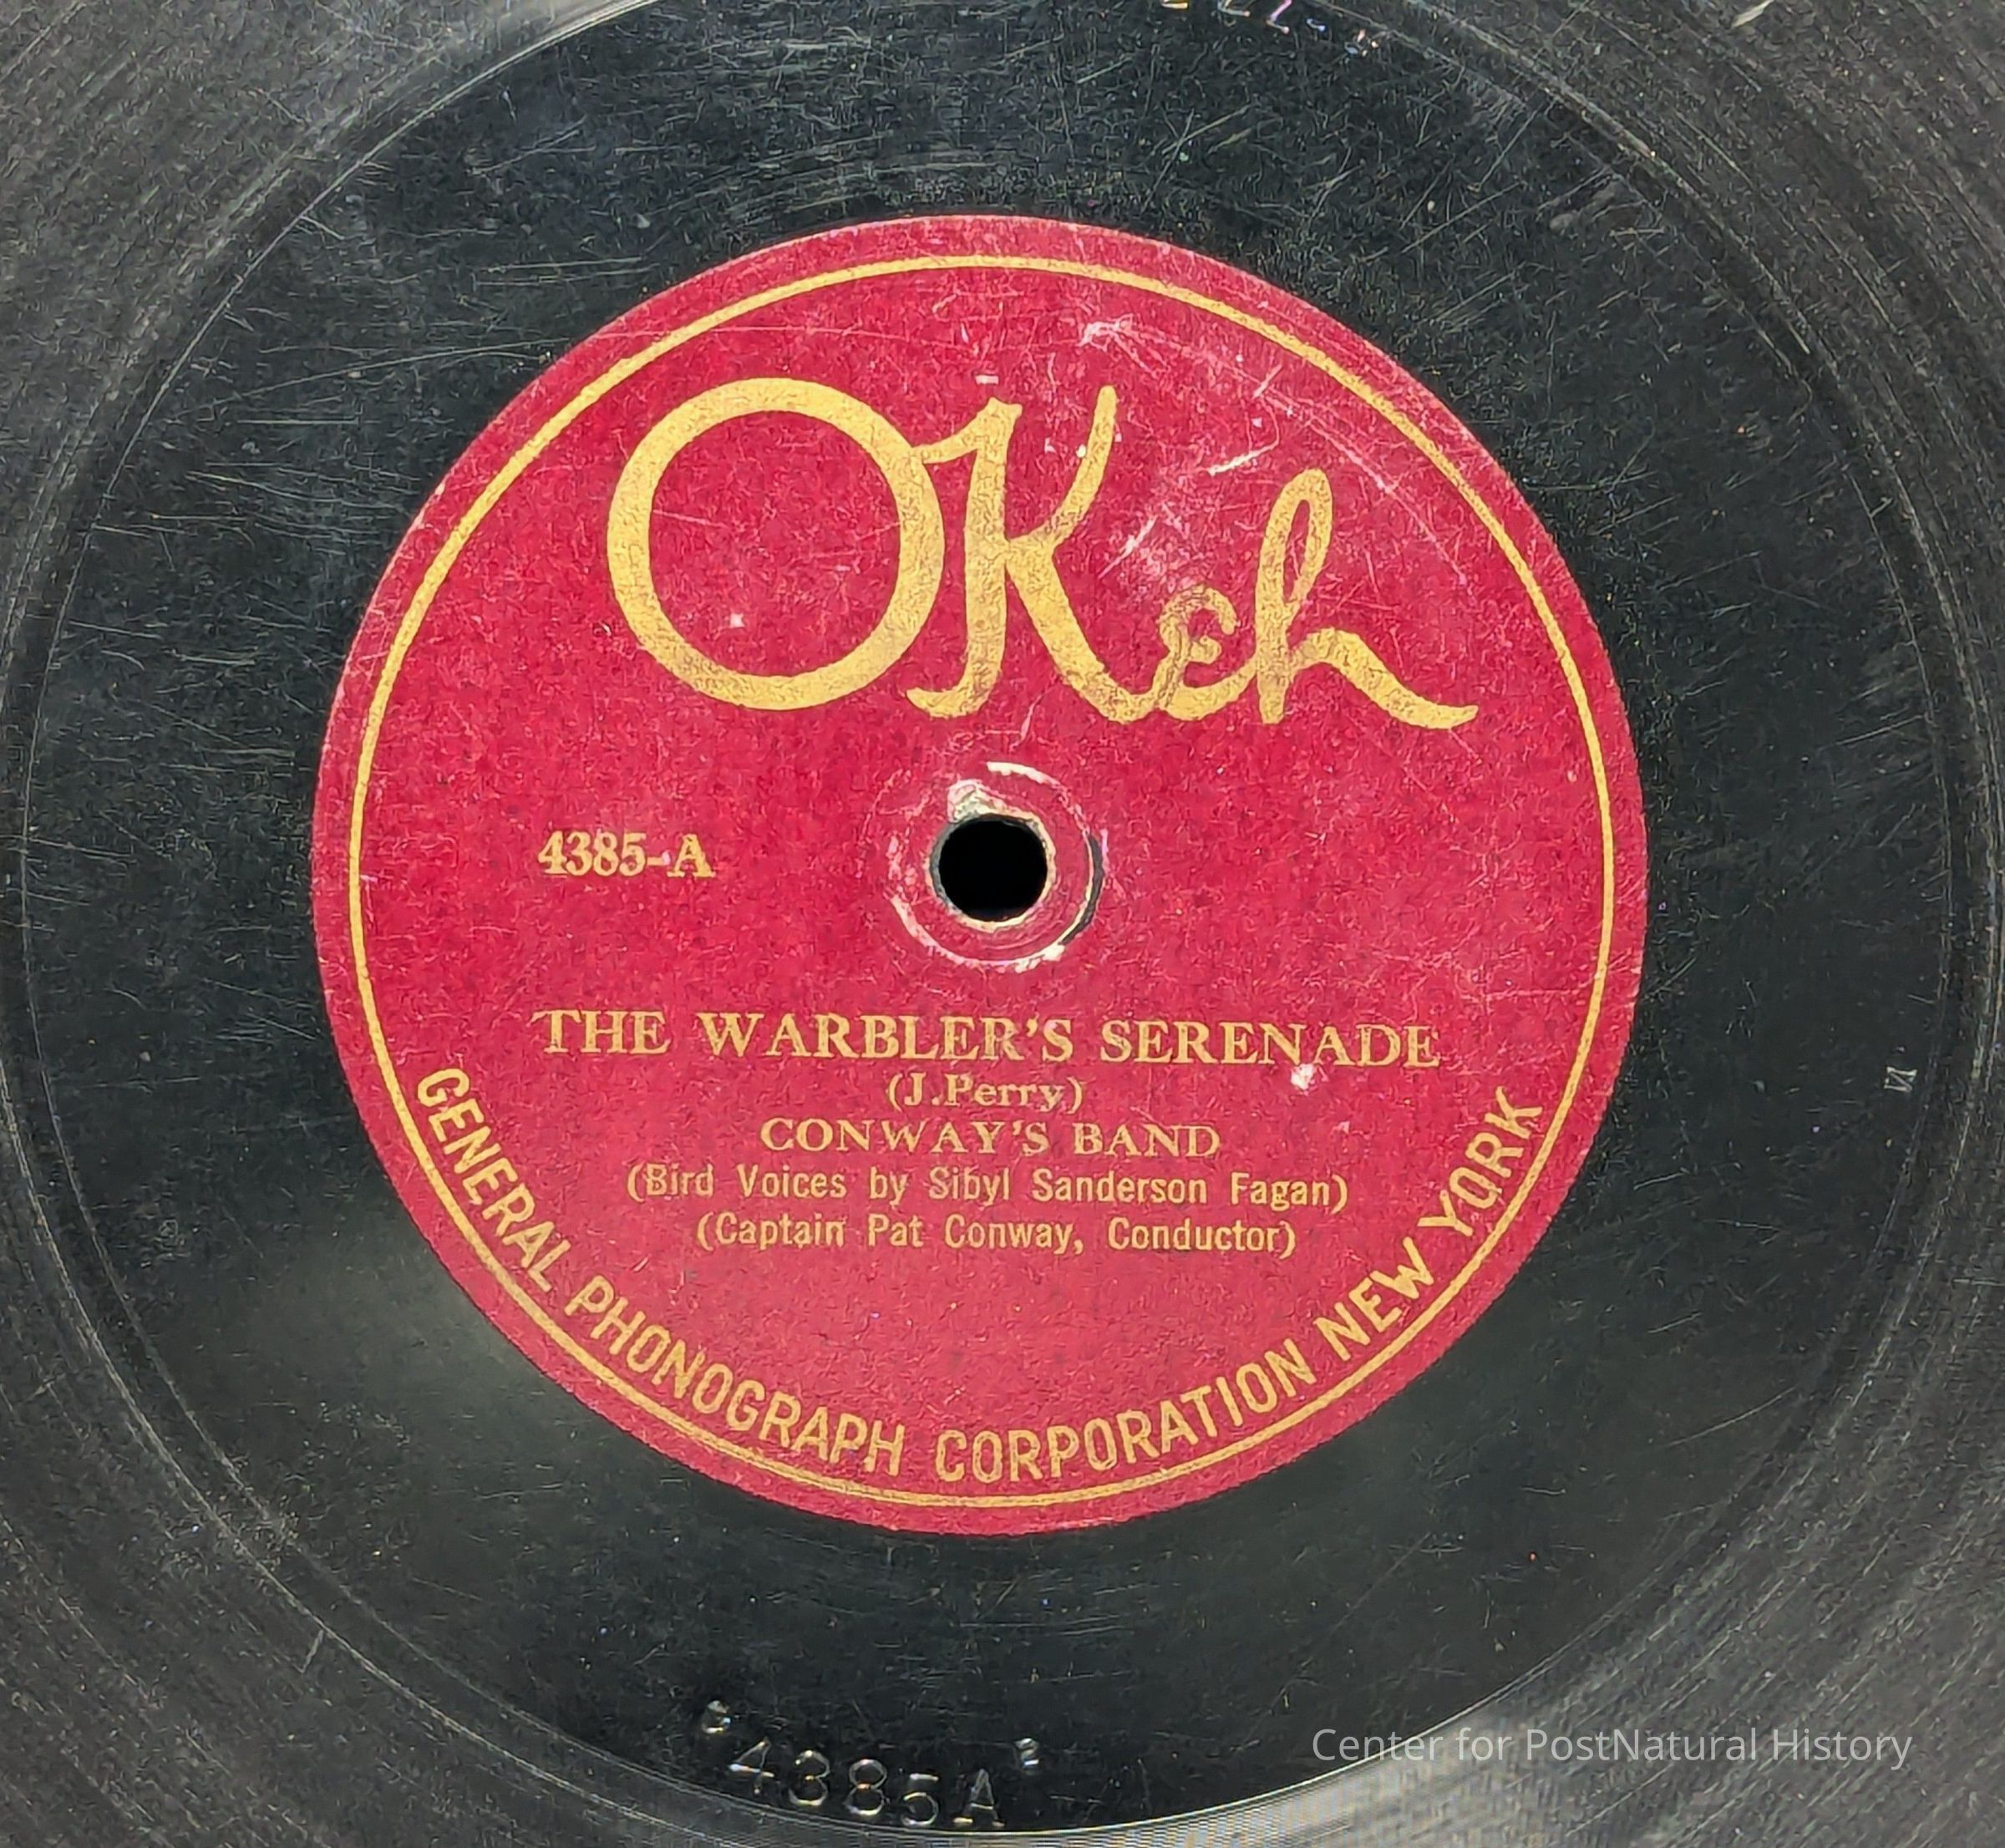 OKeh
4385-A
THE WARBLER'S SERENADE
(J.Perry)
CONWAY'S BAND
(Bird Voices by Sibyl Sanderson Fagan)
(Captain Pat Conway, Conductor)
GENERAL PHONOGRAPH CORPORATION NEW YORK
4385A
Center for PostNatural History